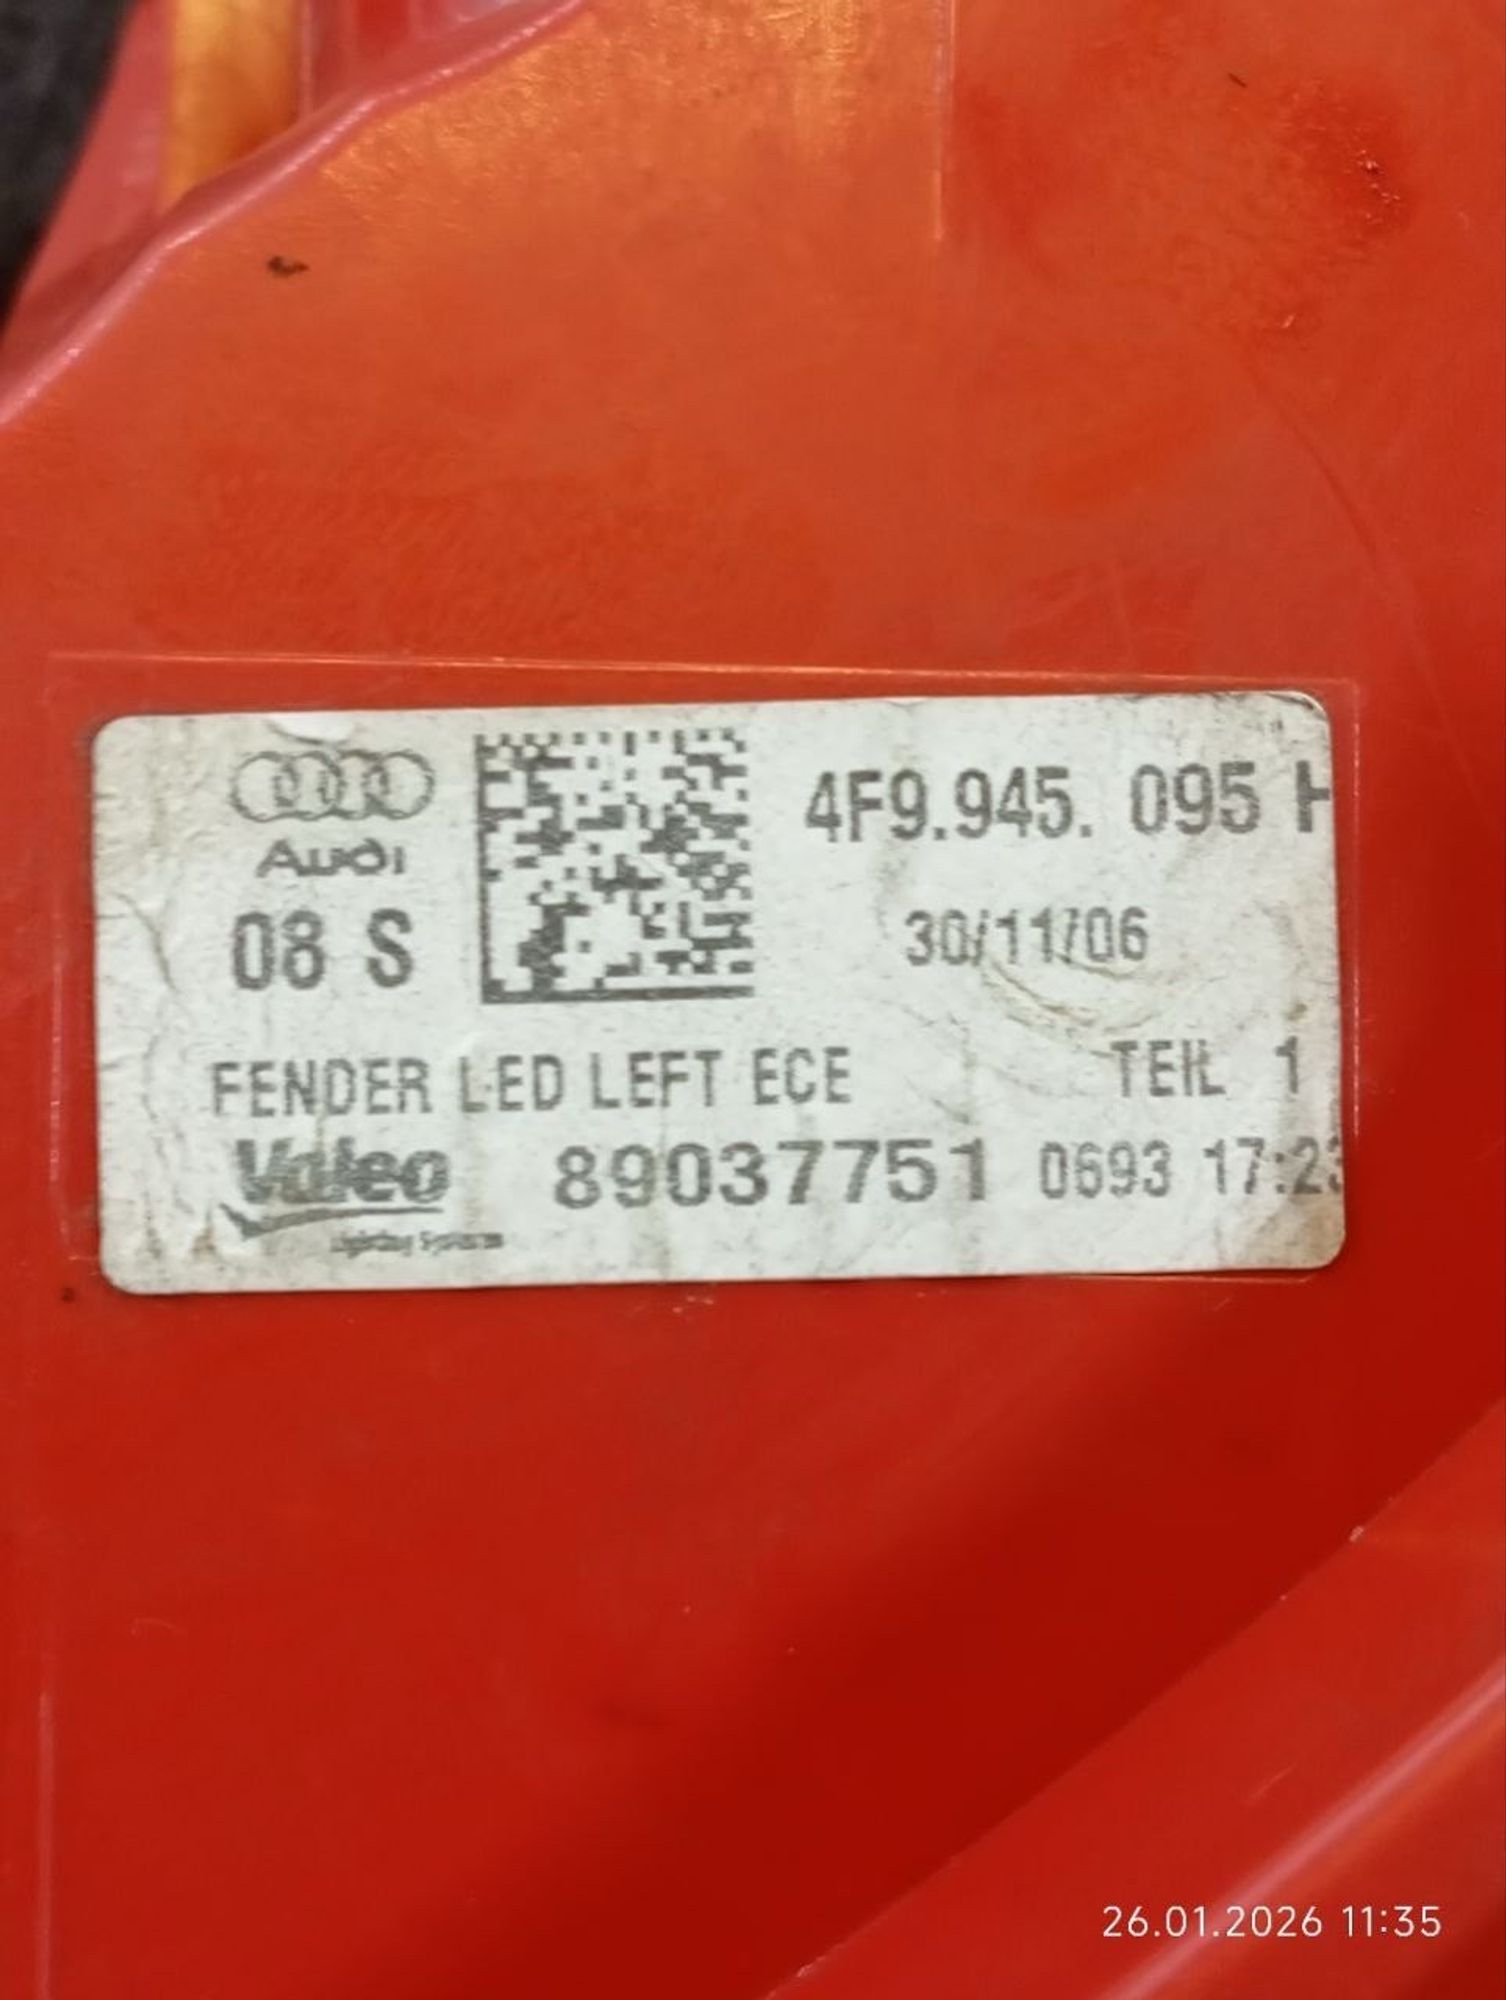 Audi
4F9.945. 095 H
08 S
30/11/06
FENDER LED LEFT ECE TEIL 1
Valeo 89037751 0693 17:23
Lighting Systems
26.01.2026 11:35